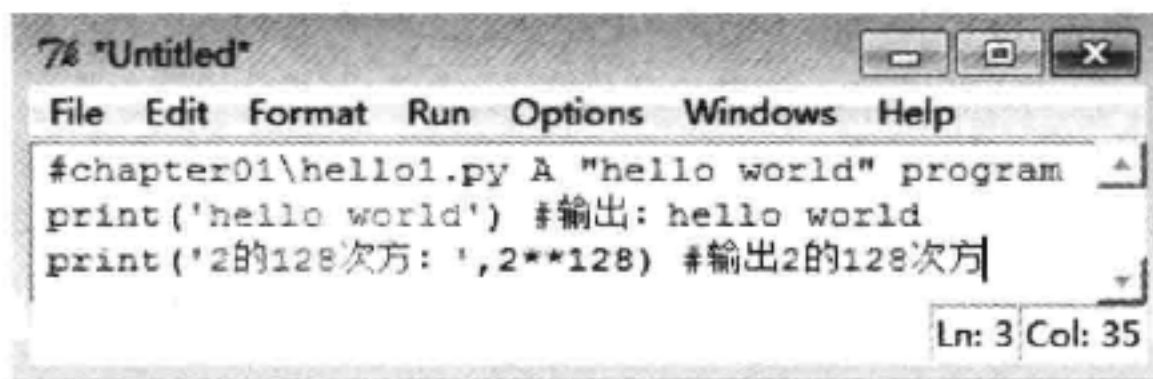 *Untitled*
File Edit Format Run Options Windows Help
#chapter01\hello1.py A "hello world" program
print('hello world') #输出：hello world
print('2的128次方：',2**128) #输出2的128次方
Ln: 3 Col: 35